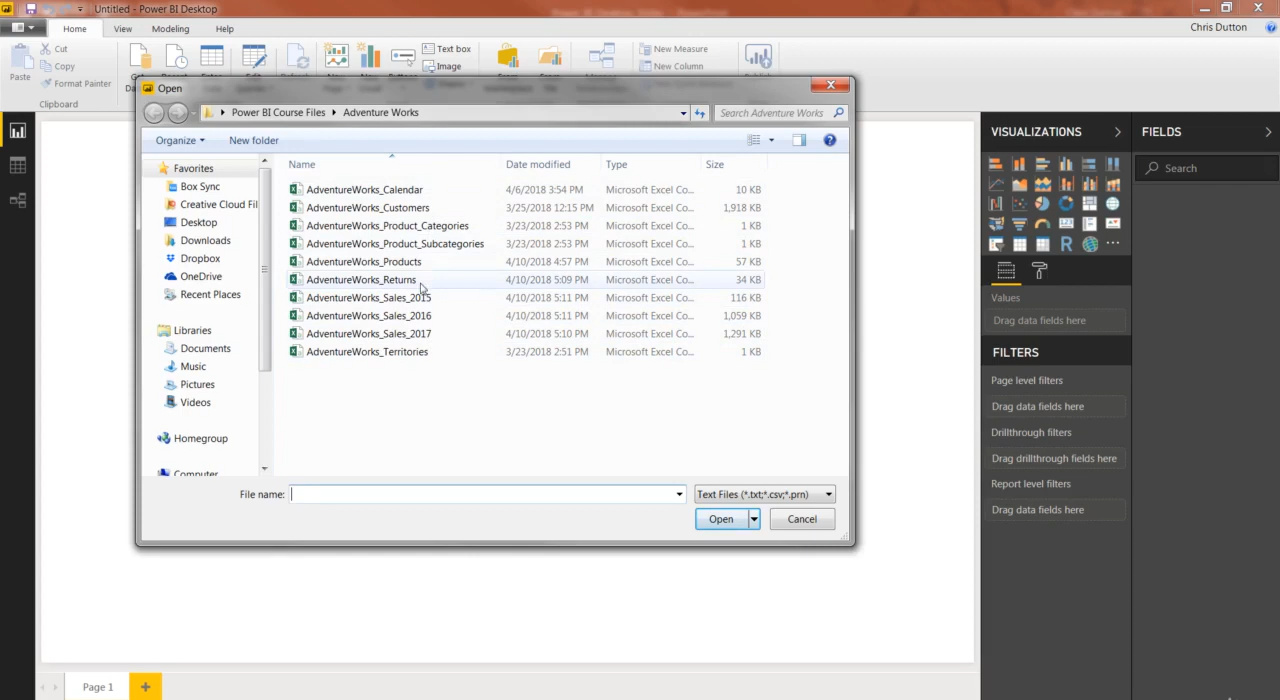 Untitled - Power BI Desktop
Home View Modeling Help Chris Dutton
Cut
Copy
Paste
Format Painter
Clipboard
Text box
Image
New Measure
New Column
Open
Power BI Course Files Adventure Works Search Adventure Works
Organize New folder
Name Date modified Type Size
Favorites
Box Sync
Creative Cloud Fil
Desktop
Downloads
Dropbox
OneDrive
Recent Places
Libraries
Documents
Music
Pictures
Videos
Homegroup
Computer
AdventureWorks_Calendar 4/6/2018 3:54 PM Microsoft Excel Co... 10 KB
AdventureWorks_Customers 3/25/2018 12:15 PM Microsoft Excel Co... 1,918 KB
AdventureWorks_Product_Categories 3/23/2018 2:53 PM Microsoft Excel Co... 1 KB
AdventureWorks_Product_Subcategories 3/23/2018 2:53 PM Microsoft Excel Co... 1 KB
AdventureWorks_Products 4/10/2018 4:57 PM Microsoft Excel Co... 57 KB
AdventureWorks_Returns 4/10/2018 5:09 PM Microsoft Excel Co... 34 KB
AdventureWorks_Sales_2015 4/10/2018 5:11 PM Microsoft Excel Co... 116 KB
AdventureWorks_Sales_2016 4/10/2018 5:11 PM Microsoft Excel Co... 1,059 KB
AdventureWorks_Sales_2017 4/10/2018 5:10 PM Microsoft Excel Co... 1,291 KB
AdventureWorks_Territories 3/23/2018 2:51 PM Microsoft Excel Co... 1 KB
File name: Text Files (*.txt;*.csv;*.prn)
Open Cancel
VISUALIZATIONS
R
Values
Drag data fields here
FILTERS
Page level filters
Drag data fields here
Drillthrough filters
Drag drillthrough fields here
Report level filters
Drag data fields here
FIELDS
Search
Page 1